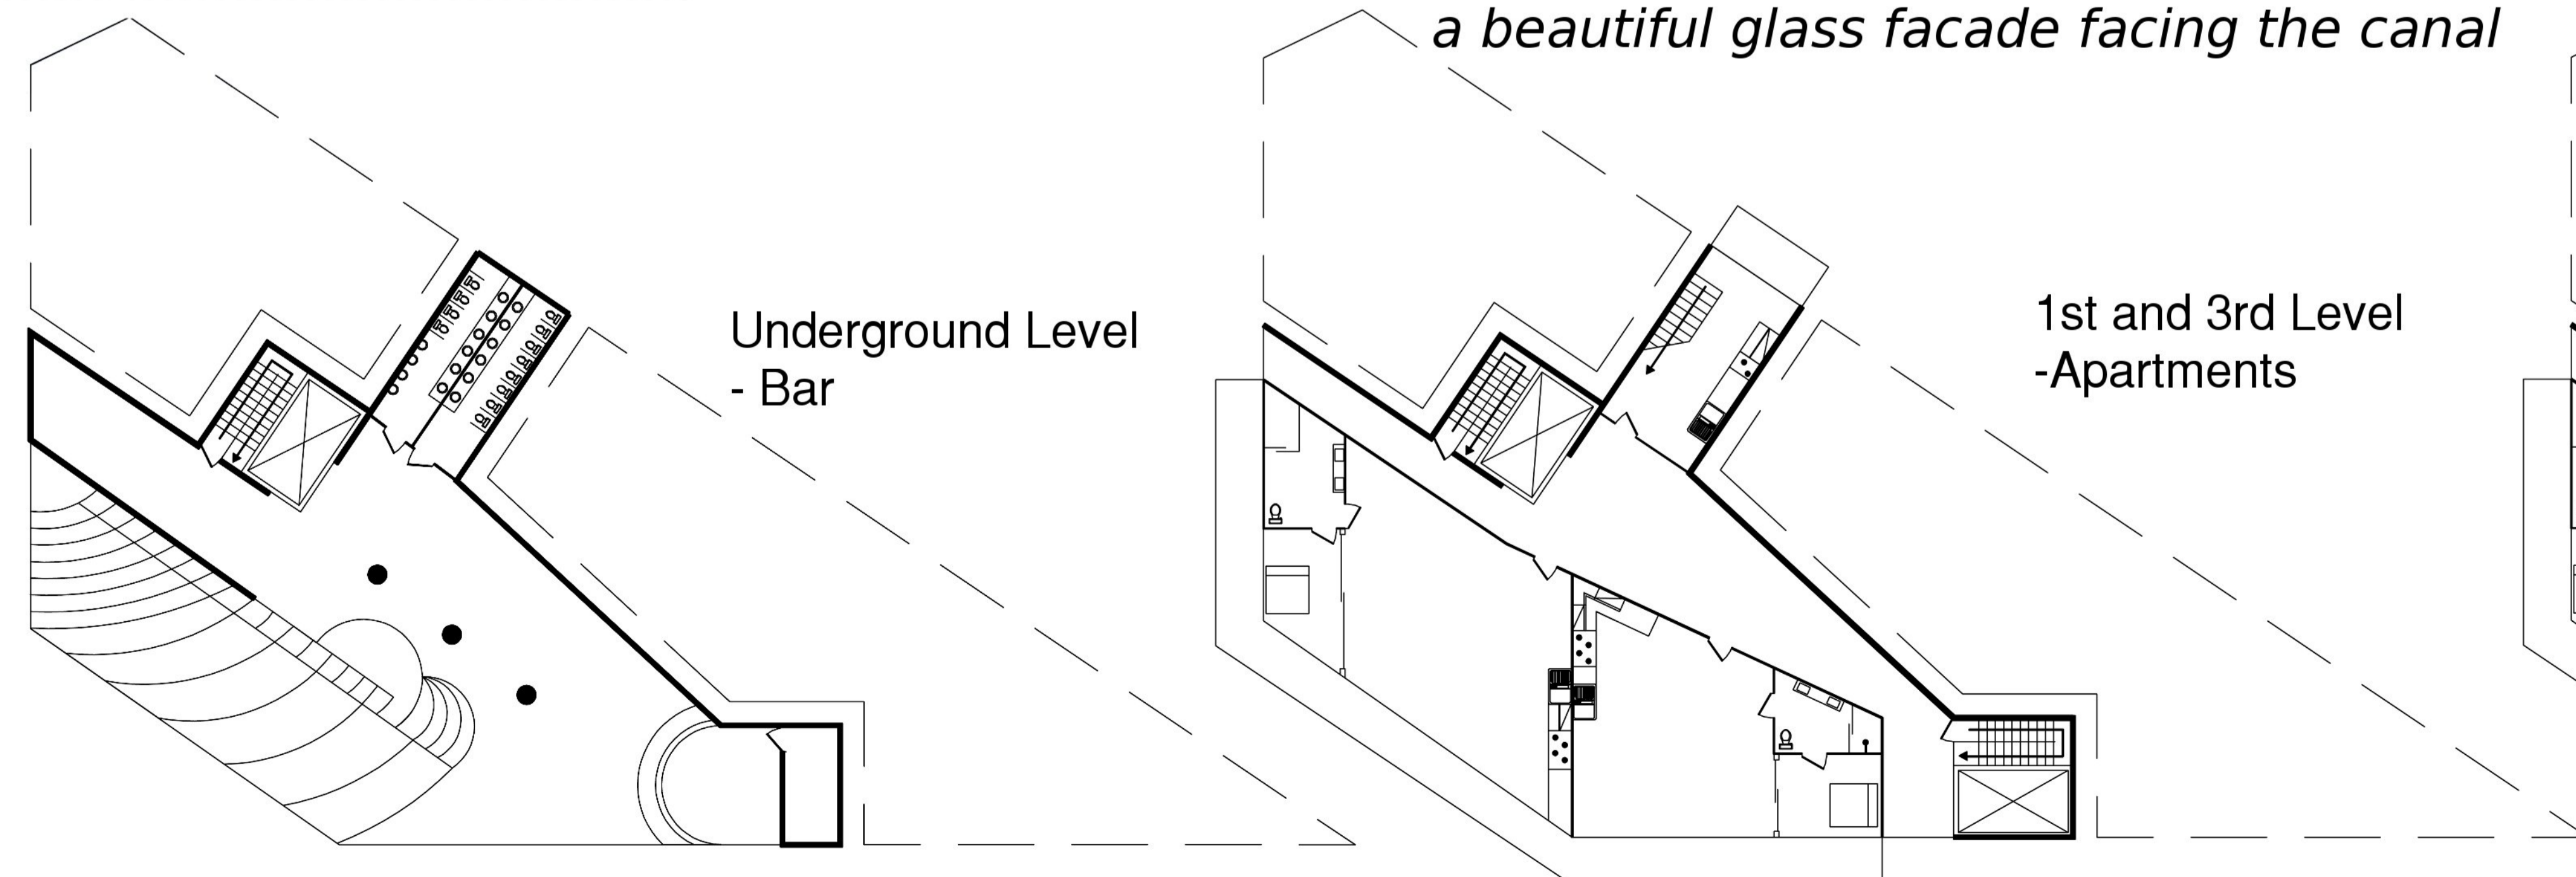 a beautiful glass facade facing the canal
Underground Level
- Bar
1st and 3rd Level
-Apartments